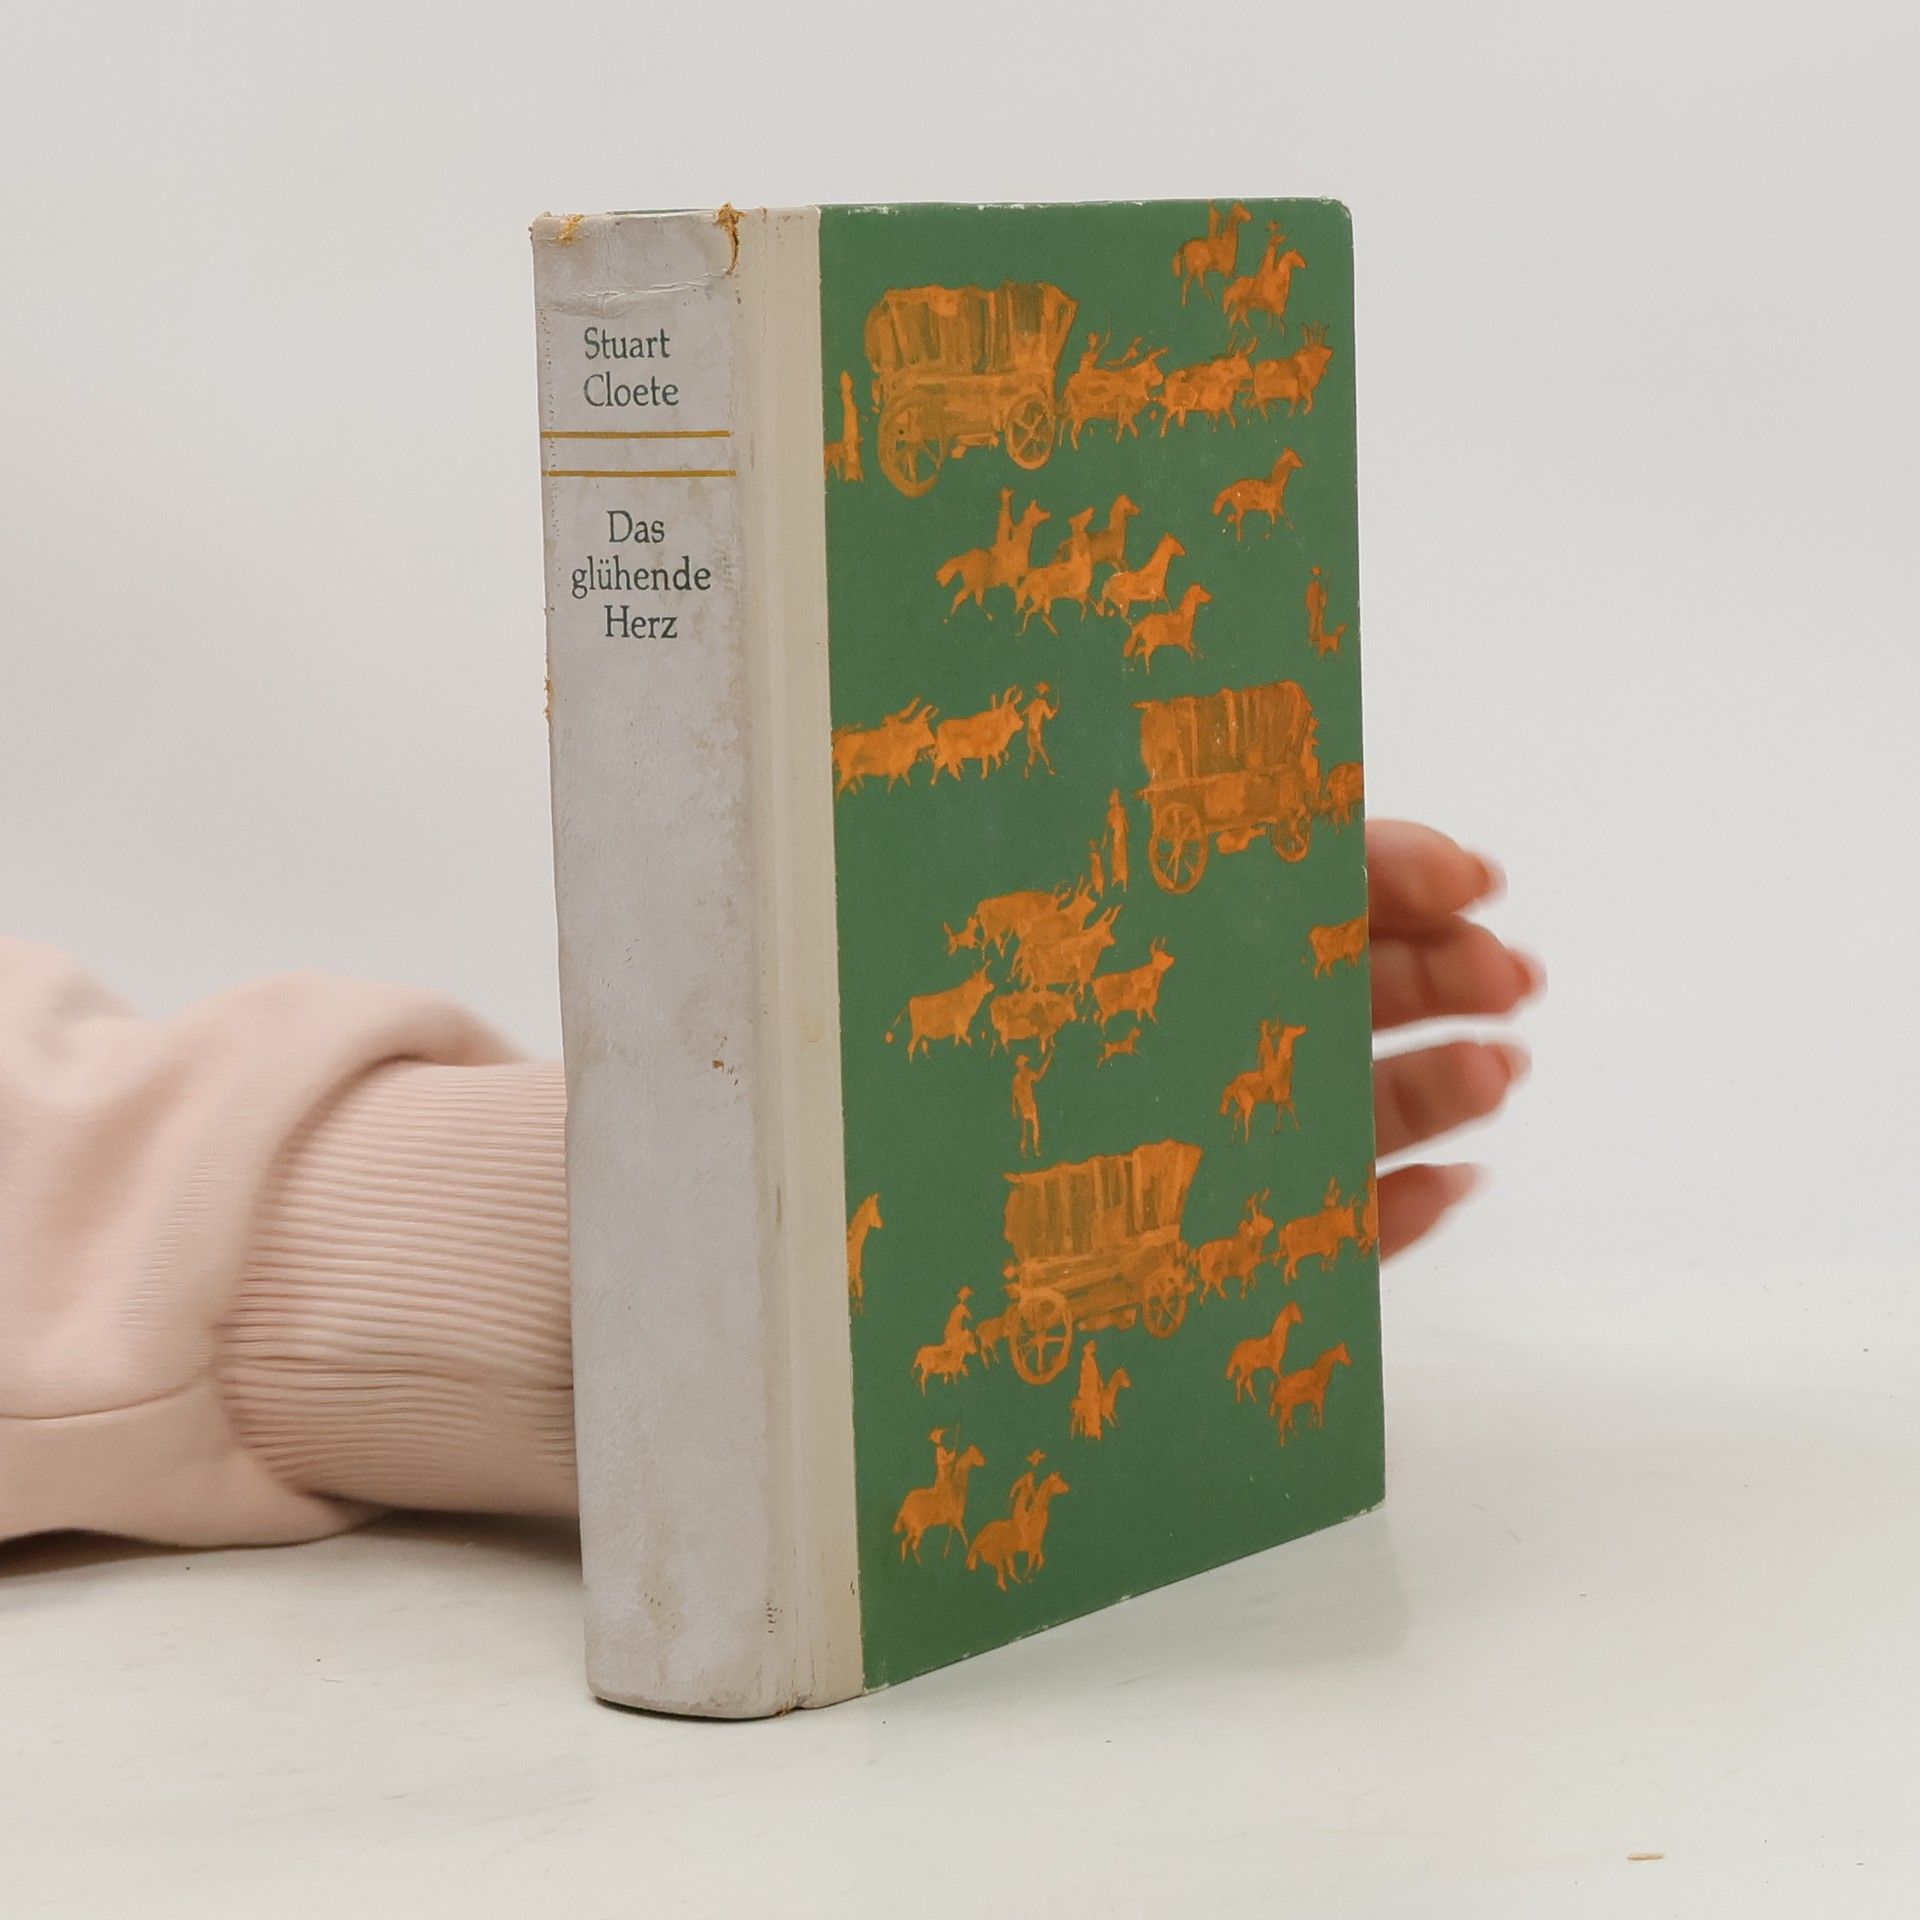 Stuart
Cloete
Das
glühende
Herz